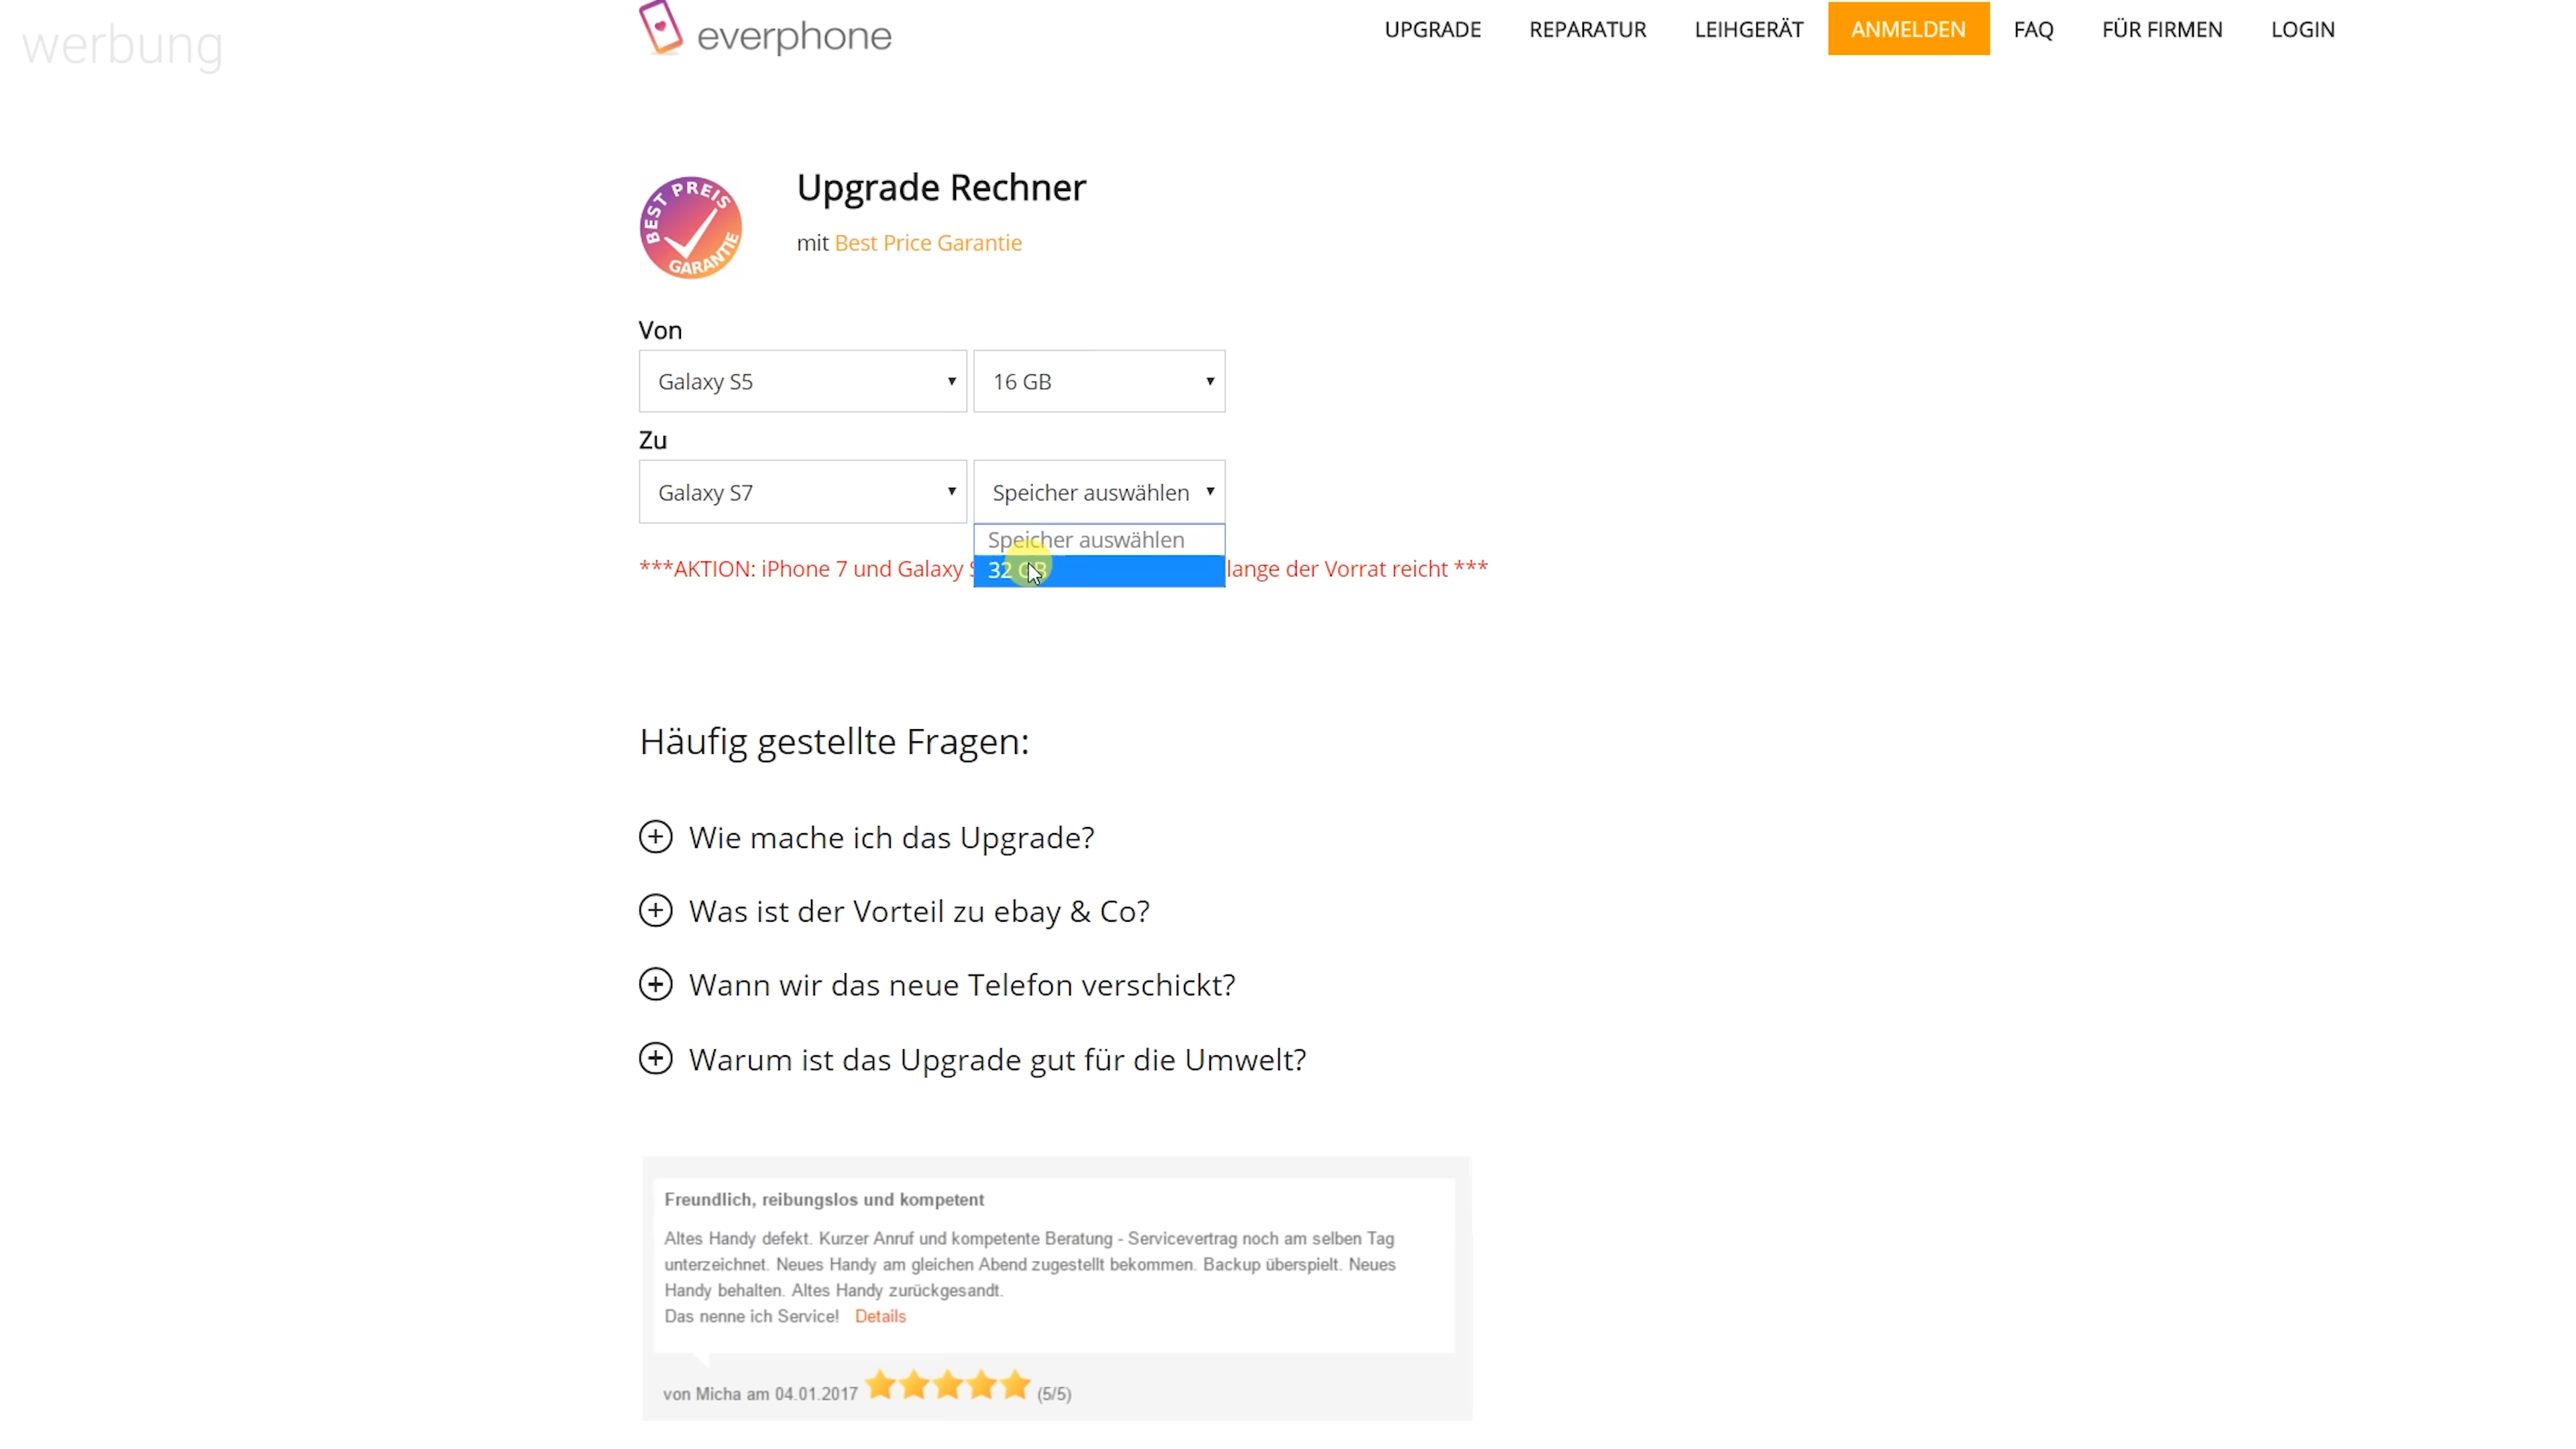 werbung
everphone
UPGRADE REPARATUR LEIHGERÄT ANMELDEN FAQ FÜR FIRMEN LOGIN
BEST PREIS GARANTIE
Upgrade Rechner
mit Best Price Garantie
Von
Galaxy S5 16 GB
Zu
Galaxy S7 Speicher auswählen
Speicher auswählen
***AKTION: iPhone 7 und Galaxy 32 GB lange der Vorrat reicht ***
Häufig gestellte Fragen:
Wie mache ich das Upgrade?
Was ist der Vorteil zu ebay & Co?
Wann wir das neue Telefon verschickt?
Warum ist das Upgrade gut für die Umwelt?
Freundlich, reibungslos und kompetent
Altes Handy defekt. Kurzer Anruf und kompetente Beratung - Servicevertrag noch am selben Tag
unterzeichnet. Neues Handy am gleichen Abend zugestellt bekommen. Backup überspielt. Neues
Handy behalten. Altes Handy zurückgesandt.
Das nenne ich Service! Details
von Micha am 04.01.2017 (5/5)